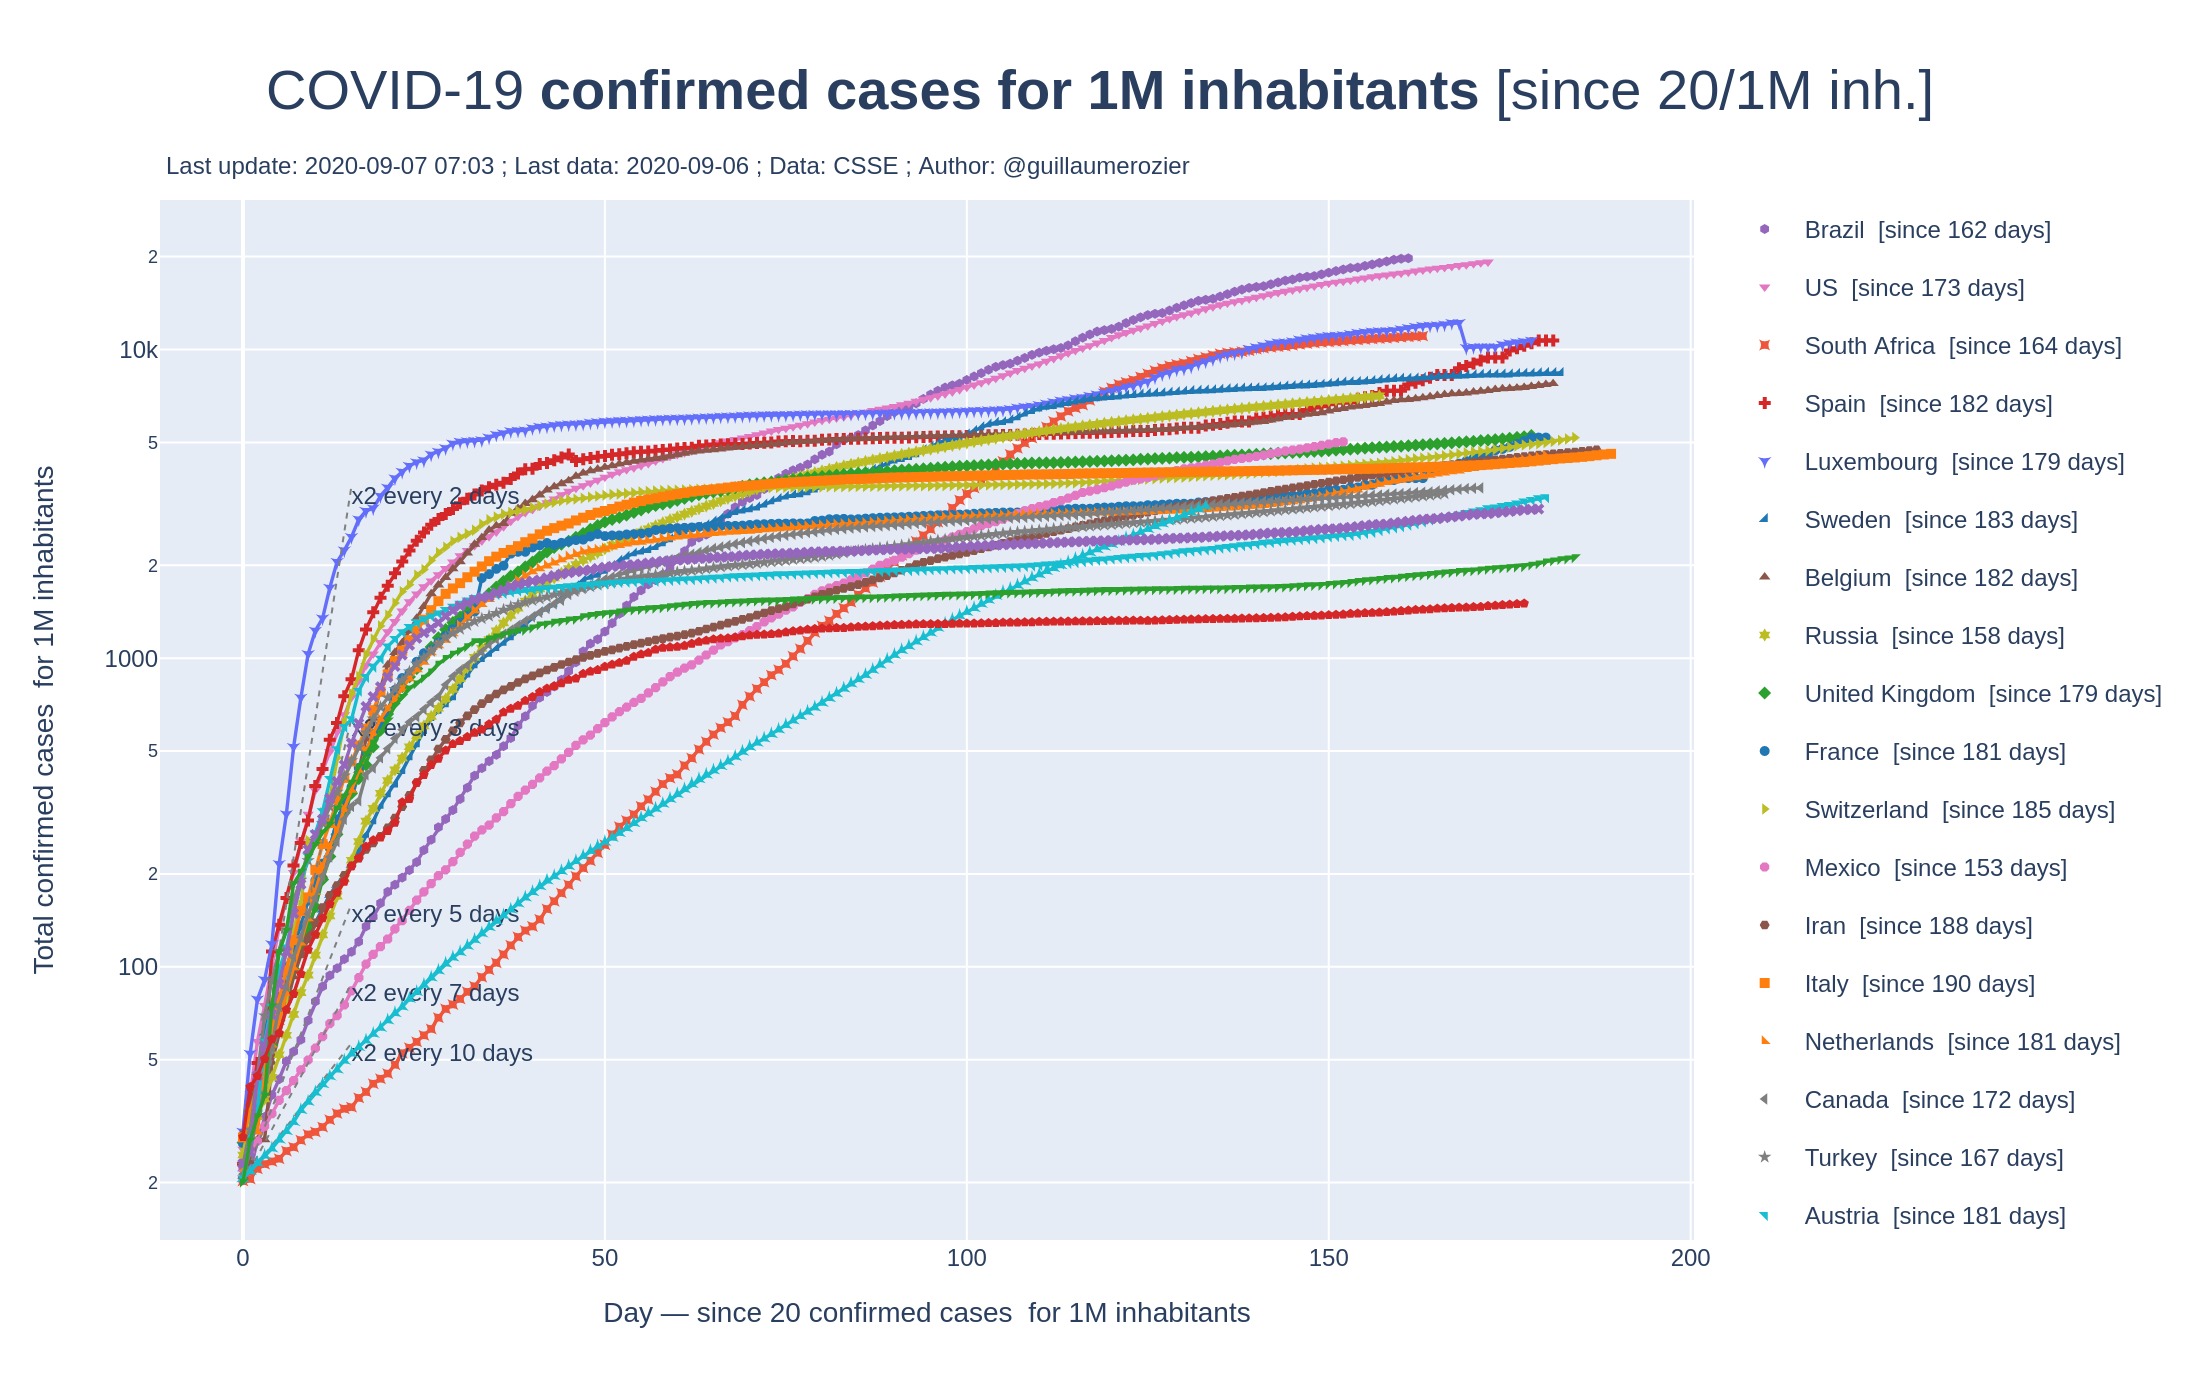 COVID-19 confirmed cases for 1M inhabitants [since 20/1M inh.]
Last update: 2020-09-07 07:03 ; Last data: 2020-09-06 ; Data: CSSE ; Author: @guillaumerozier
2
10k
5
2
1000
5
2
100
5
2
Total confirmed cases for 1M inhabitants
x2 every 2 days
x2 every 3 days
x2 every 5 days
x2 every 7 days
x2 every 10 days
0 50 100 150 200
Day — since 20 confirmed cases for 1M inhabitants
Brazil [since 162 days]
US [since 173 days]
South Africa [since 164 days]
Spain [since 182 days]
Luxembourg [since 179 days]
Sweden [since 183 days]
Belgium [since 182 days]
Russia [since 158 days]
United Kingdom [since 179 days]
France [since 181 days]
Switzerland [since 185 days]
Mexico [since 153 days]
Iran [since 188 days]
Italy [since 190 days]
Netherlands [since 181 days]
Canada [since 172 days]
Turkey [since 167 days]
Austria [since 181 days]